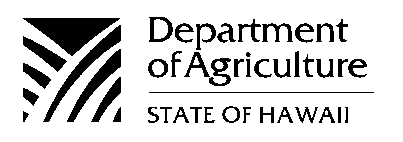 Department
of Agriculture
STATE OF HAWAII